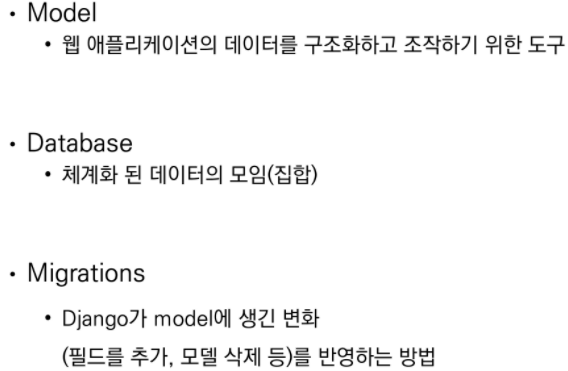 • Model
• 웹 애플리케이션의 데이터를 구조화하고 조작하기 위한 도구
• Database
• 체계화 된 데이터의 모임(집합)
• Migrations
• Django가 model에 생긴 변화
(필드를 추가, 모델 삭제 등)를 반영하는 방법